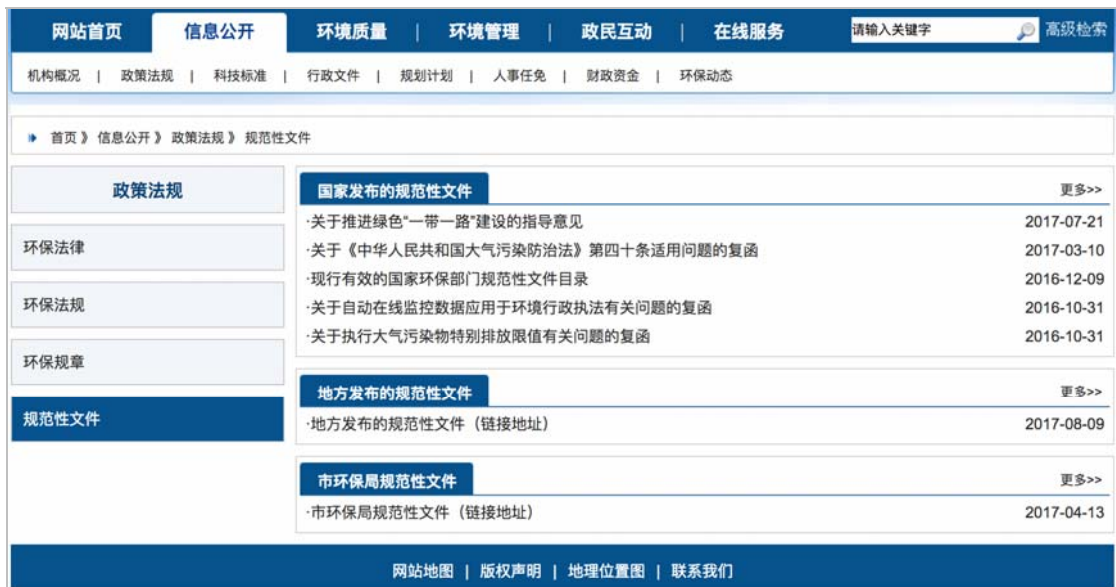 网站首页 信息公开 环境质量 | 环境管理 | 政民互动 | 在线服务 请输入关键字 高级检索
机构概况 | 政策法规 | 科技标准 | 行政文件 | 规划计划 | 人事任免 | 财政资金 | 环保动态
首页 》 信息公开 》 政策法规 》 规范性文件
政策法规
环保法律
环保法规
环保规章
规范性文件
国家发布的规范性文件 更多>>
·关于推进绿色“一带一路”建设的指导意见 2017-07-21
·关于《中华人民共和国大气污染防治法》第四十条适用问题的复函 2017-03-10
·现行有效的国家环保部门规范性文件目录 2016-12-09
·关于自动在线监控数据应用于环境行政执法有关问题的复函 2016-10-31
·关于执行大气污染物特别排放限值有关问题的复函 2016-10-31
地方发布的规范性文件 更多>>
·地方发布的规范性文件（链接地址） 2017-08-09
市环保局规范性文件 更多>>
·市环保局规范性文件（链接地址） 2017-04-13
网站地图 | 版权声明 | 地理位置图 | 联系我们